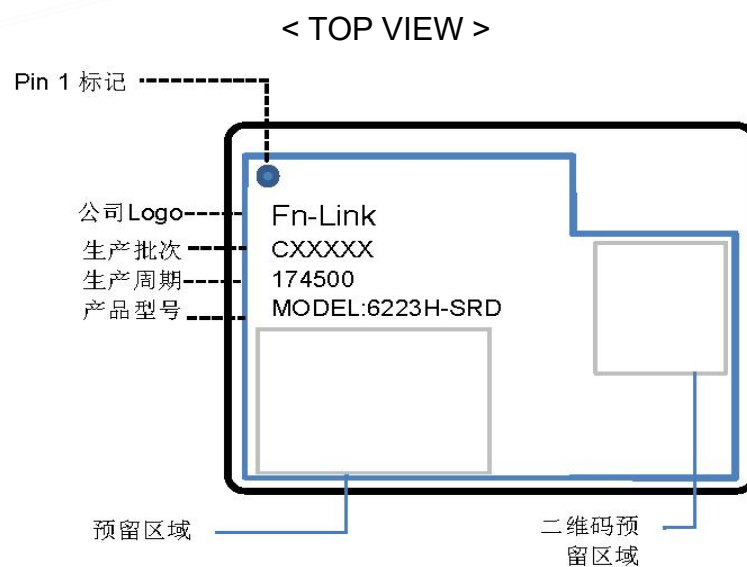 < TOP VIEW >
Pin 1 标记
公司Logo
Fn-Link
生产批次
CXXXXX
生产周期
174500
产品型号
MODEL:6223H-SRD
预留区域
二维码预
留区域